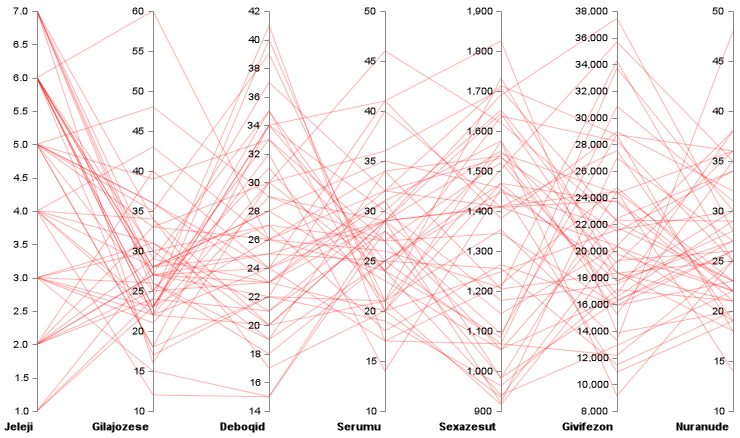 7.0 60 42 50 1,900 38,000 50
6.5 55 40 45 1,800 36,000 45
6.0 50 38 40 1,700 34,000 40
5.5 45 36 35 1,600 32,000 35
5.0 40 34 30 1,500 30,000 30
4.5 35 32 25 1,400 28,000 25
4.0 30 30 20 1,300 26,000 20
3.5 25 28 15 1,200 24,000 15
3.0 20 26 10 1,100 22,000 10
2.5 15 24 1,000 20,000
2.0 10 22 900 18,000
1.5 20 16,000
1.0 18 14,000
16 12,000
14 10,000
8,000
Jeleji Gilajozese Deboqid Serumu Sexazesut Givifezon Nuranude